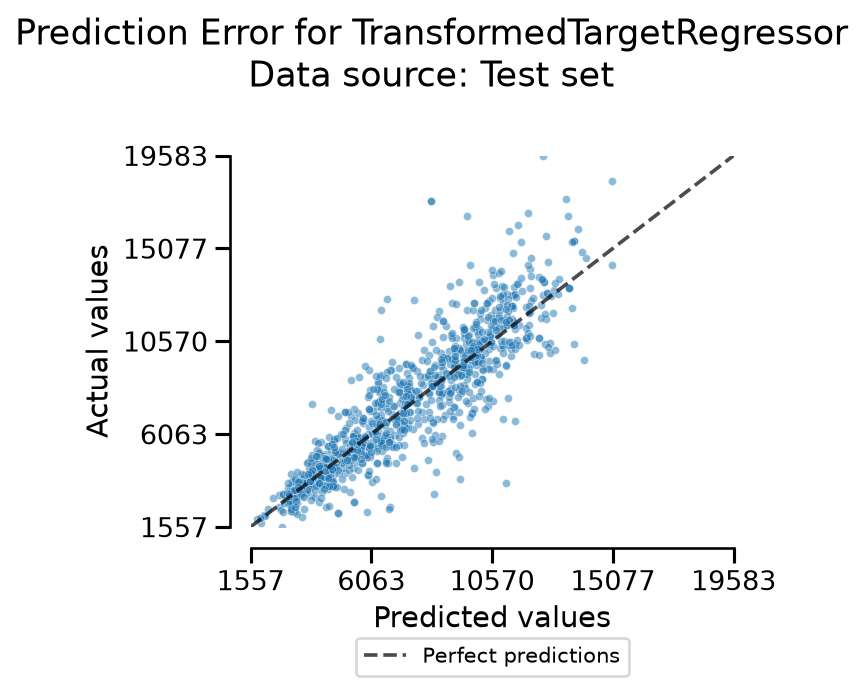 Prediction Error for TransformedTargetRegressor
Data source: Test set
19583
15077
10570
6063
1557
Actual values
1557 6063 10570 15077 19583
Predicted values
Perfect predictions